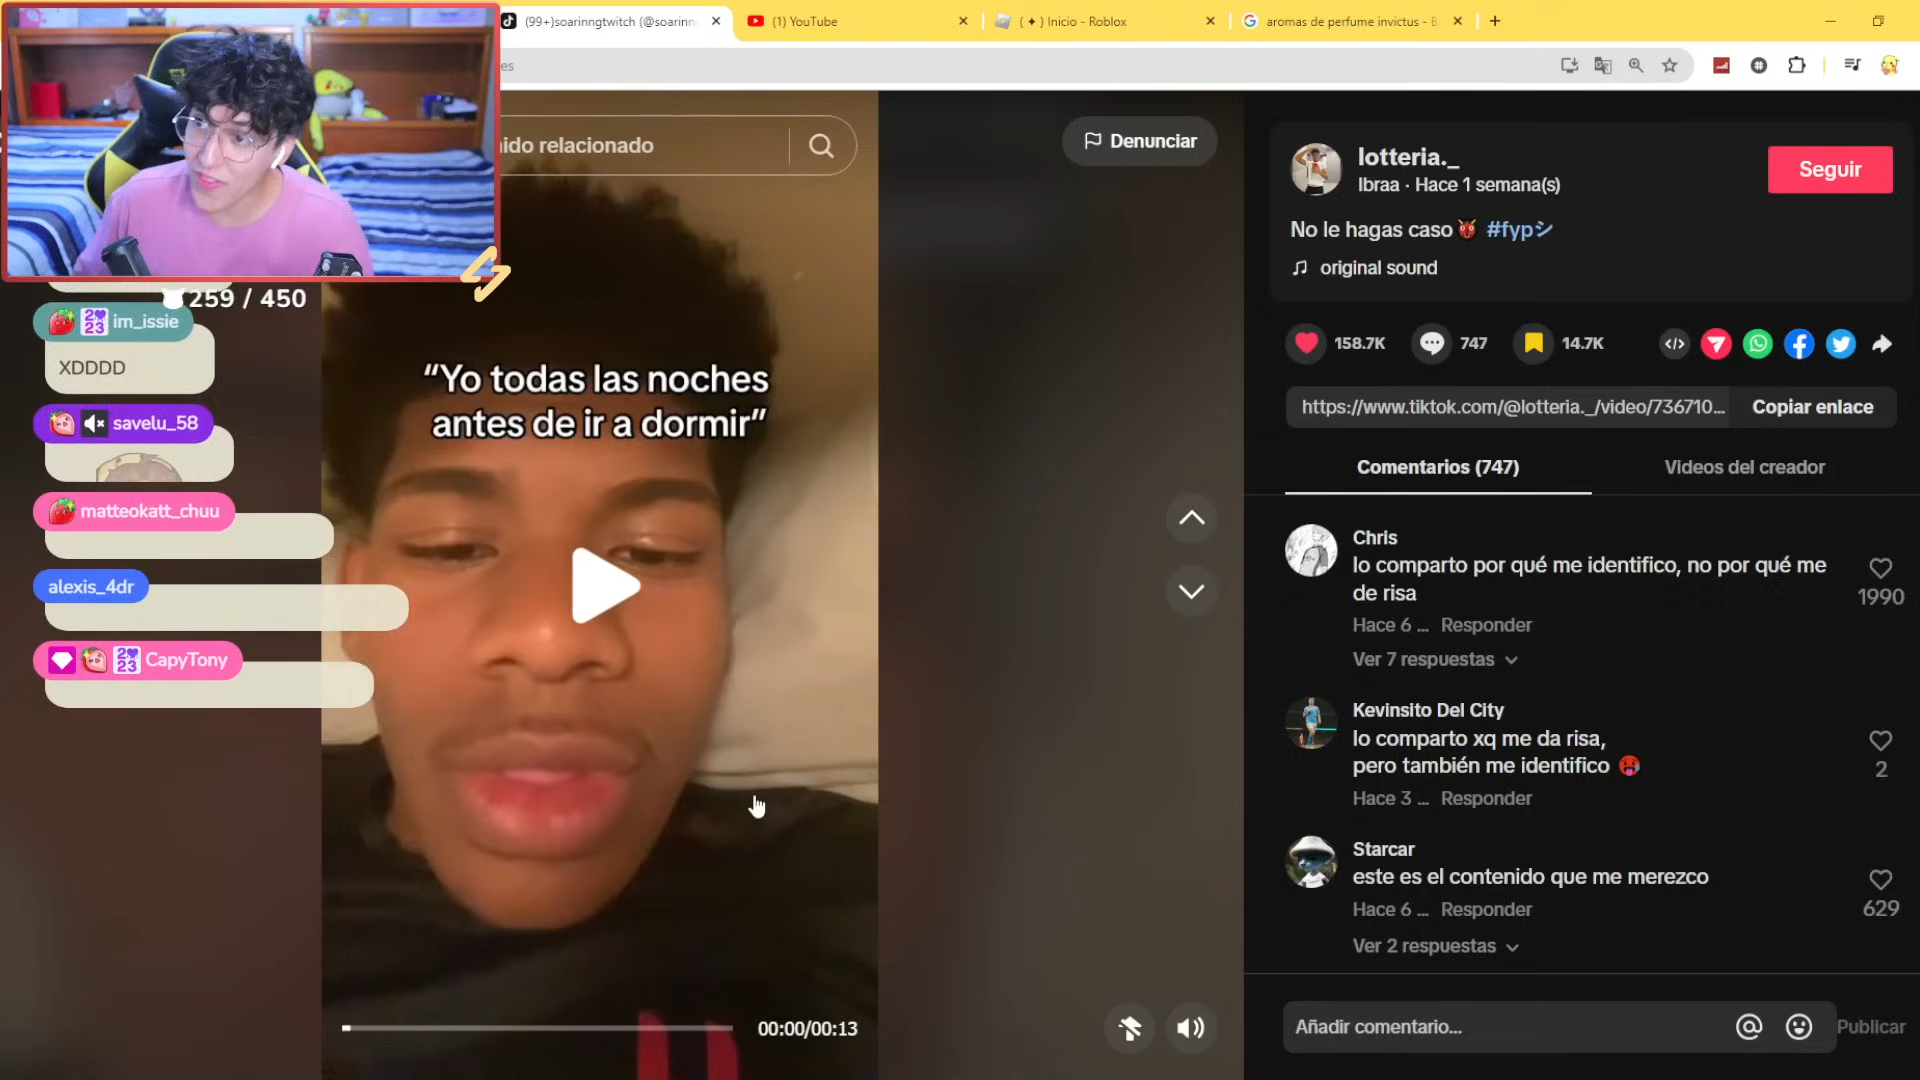 (99+)soarinngtwitch (@soarinn
(1) YouTube
( ✦ ) Inicio - Roblox
aromas de perfume invictus - B
es
ido relacionado
Denunciar
259 / 450
im_issie
XDDDD
savelu_58
matteokatt_chuu
alexis_4dr
CapyTony
“Yo todas las noches
antes de ir a dormir”
00:00/00:13
lotteria._
Ibraa · Hace 1 semana(s)
Seguir
No le hagas caso👹 #fypシ
original sound
158.7K
747
14.7K
https://www.tiktok.com/@lotteria._/video/736710...
Copiar enlace
Comentarios (747)
Videos del creador
Chris
lo comparto por qué me identifico, no por qué me
de risa
1990
Hace 6 ... Responder
Ver 7 respuestas
Kevinsito Del City
lo comparto xq me da risa,
pero también me identifico 🥵
2
Hace 3 ... Responder
Starcar
este es el contenido que me merezco
629
Hace 6 ... Responder
Ver 2 respuestas
Añadir comentario...
Publicar